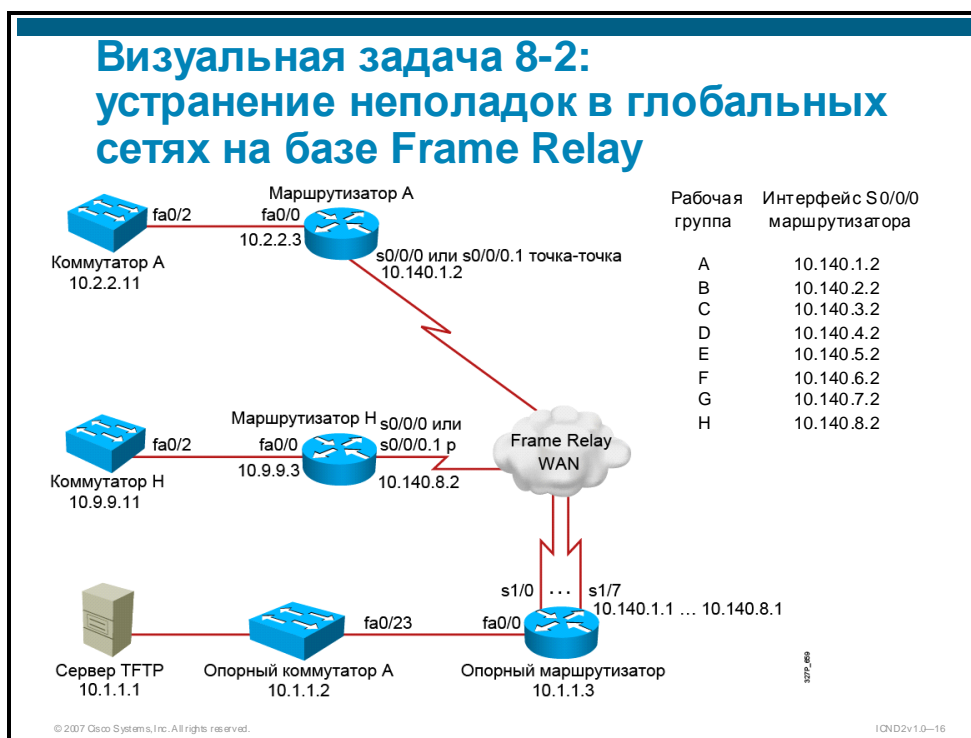 Визуальная задача 8-2:
устранение неполадок в глобальных
сетях на базе Frame Relay
Маршрутизатор А
fa0/2
fa0/0
10.2.2.3
s0/0/0 или s0/0/0.1 точка-точка
10.140.1.2
Коммутатор А
10.2.2.11
Рабочая группа
Интерфейс S0/0/0 маршрутизатора
A 10.140.1.2
B 10.140.2.2
C 10.140.3.2
D 10.140.4.2
E 10.140.5.2
F 10.140.6.2
G 10.140.7.2
H 10.140.8.2
Маршрутизатор H
s0/0/0 или
s0/0/0.1 p
fa0/2
fa0/0
10.9.9.3
10.140.8.2
Коммутатор H
10.9.9.11
Frame Relay
WAN
s1/0 ... s1/7
10.140.1.1 ... 10.140.8.1
fa0/23
fa0/0
Сервер TFTP
10.1.1.1
Опорный коммутатор А
10.1.1.2
Опорный маршрутизатор
10.1.1.3
327P_659
© 2007 Cisco Systems, Inc. All rights reserved.
ICND2 v1.0—16